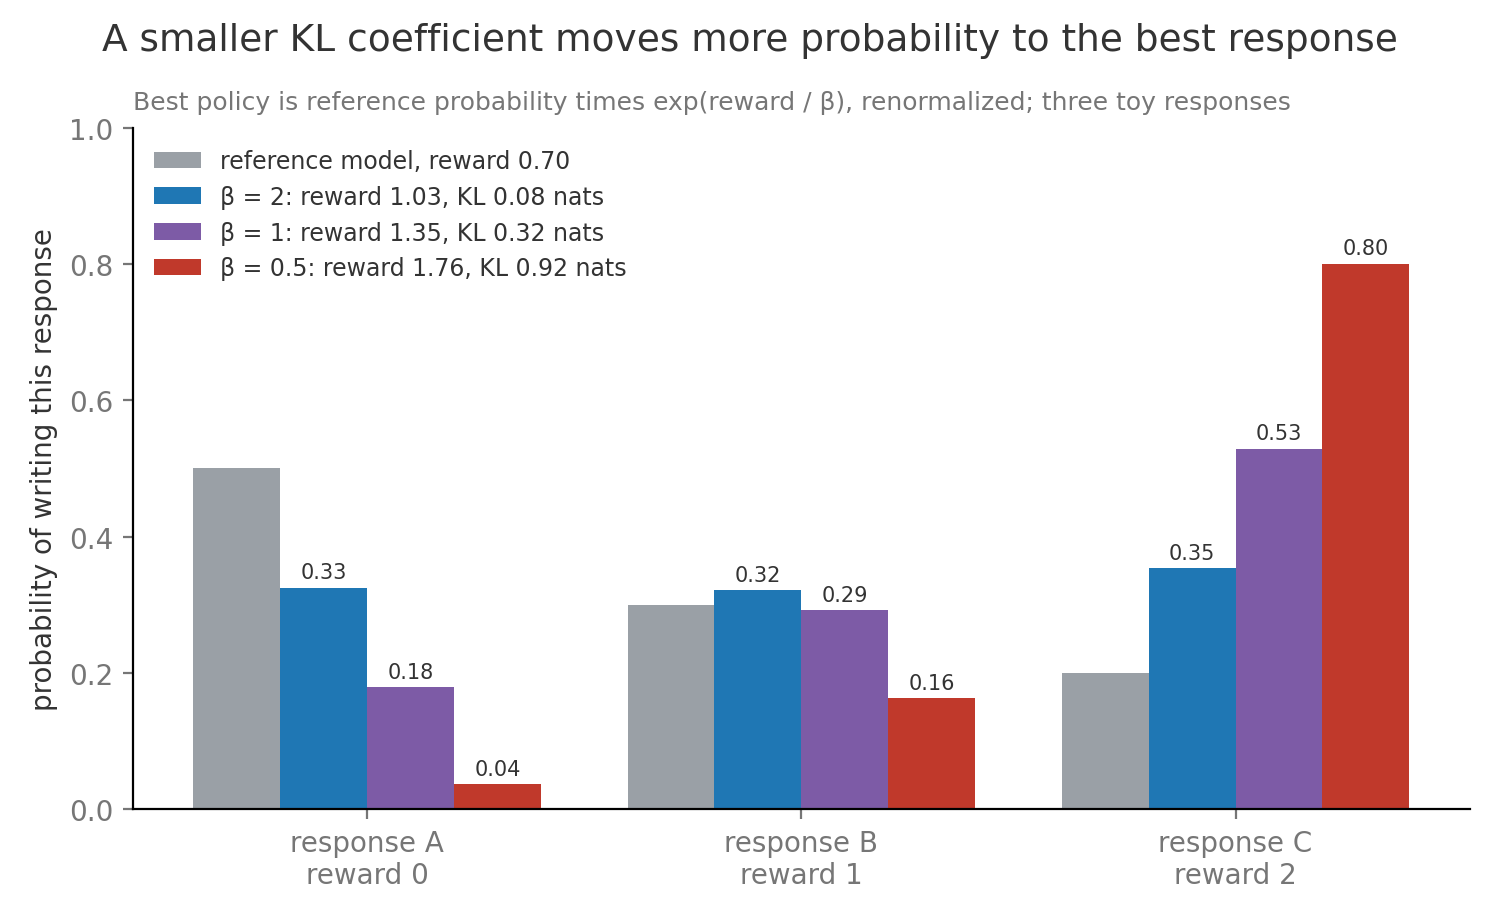 A smaller KL coefficient moves more probability to the best response
Best policy is reference probability times exp(reward / β), renormalized; three toy responses
probability of writing this response
1.0
0.8
0.6
0.4
0.2
0.0
reference model, reward 0.70
β = 2: reward 1.03, KL 0.08 nats
β = 1: reward 1.35, KL 0.32 nats
β = 0.5: reward 1.76, KL 0.92 nats
0.33
0.18
0.04
0.32
0.29
0.16
0.35
0.53
0.80
response A
reward 0
response B
reward 1
response C
reward 2